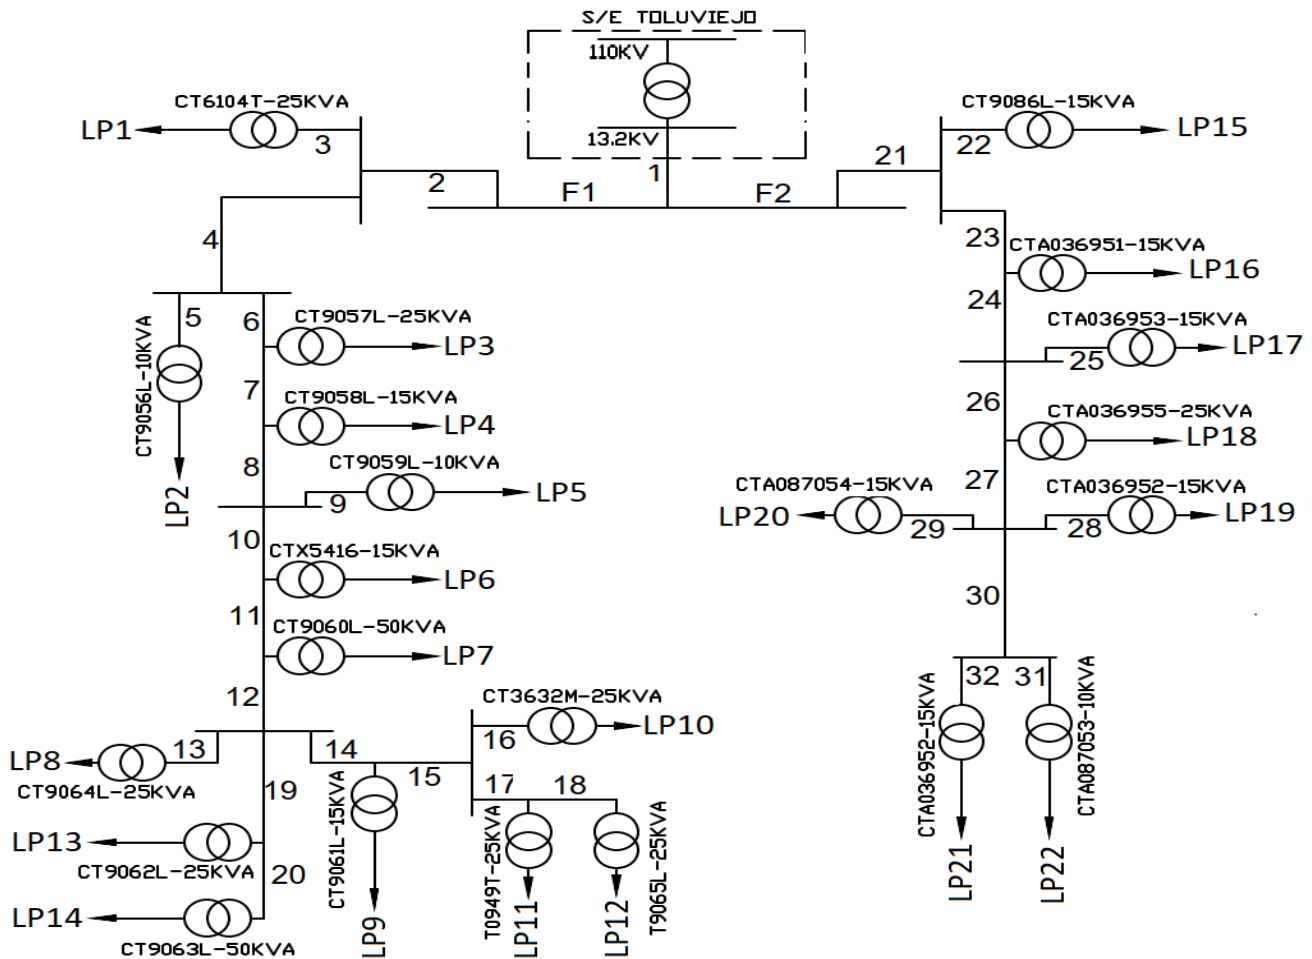 S/E TOLUVIEJO
110KV
13.2KV
1
F1
F2
CT6104T-25KVA
LP1
3
2
4
5
CT9056L-10KVA
LP2
6
CT9057L-25KVA
LP3
7
CT9058L-15KVA
LP4
8
CT9059L-10KVA
LP5
9
10
CTX5416-15KVA
LP6
11
CT9060L-50KVA
LP7
12
LP8
13
CT9064L-25KVA
14
CT9061L-15KVA
LP9
15
CT3632M-25KVA
16
LP10
17
18
T0949T-25KVA
LP11
T9065L-25KVA
LP12
19
LP13
CT9062L-25KVA
20
LP14
CT9063L-50KVA
21
CT9086L-15KVA
22
LP15
23
CTA036951-15KVA
LP16
24
CTA036953-15KVA
LP17
25
26
CTA036955-25KVA
LP18
27
CTA087054-15KVA
LP20
29
CTA036952-15KVA
LP19
28
30
32
31
CTA036952-15KVA
LP21
CTA087053-10KVA
LP22